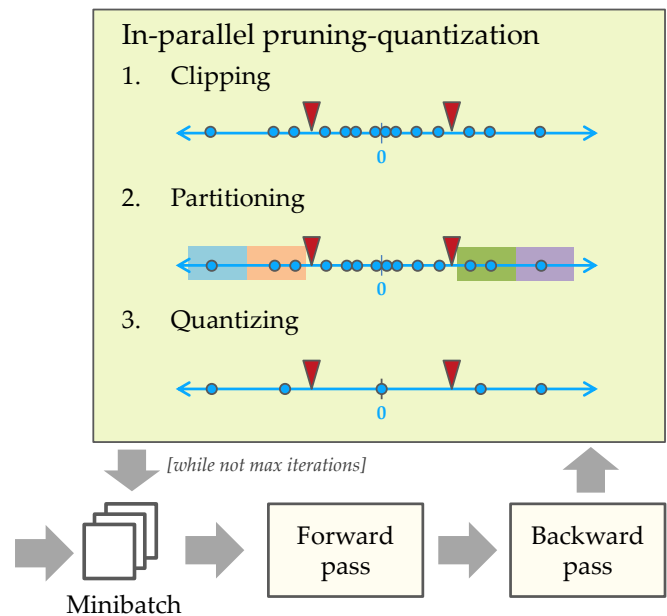 In-parallel pruning-quantization
1. Clipping
0
2. Partitioning
0
3. Quantizing
0
[while not max iterations]
Minibatch
Forward
pass
Backward
pass